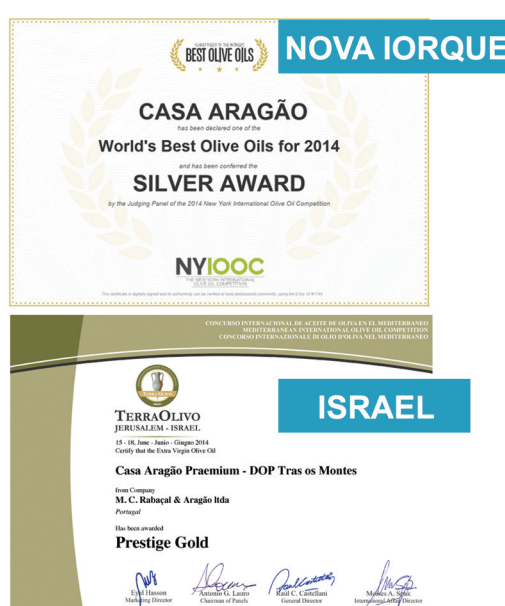 BEST OLIVE OILS
NOVA IORQUE
CASA ARAGÃO
has been declared one of the
World's Best Olive Oils for 2014
and has been conferred the
SILVER AWARD
by the Judging Panel of the 2014 New York International Olive Oil Competition
NYIOOC
THE NEW YORK INTERNATIONAL
OLIVE OIL COMPETITION
CONCURSO INTERNACIONAL DE ACEITE DE OLIVA EN EL MEDITERRANEO
MEDITERRANEAN INTERNATIONAL OLIVE OIL COMPETITION
CONCORSO INTERNAZIONALE DI OLIO D'OLIVA NEL MEDITERRANEO
TERRAOLIVO
ISRAEL
TERRAOLIVO
JERUSALEM - ISRAEL
15 - 18, June - Junio - Giugno 2014
Certify that the Extra Virgin Olive Oil
Casa Aragão Praemium - DOP Tras os Montes
from Company
M. C. Rabaçal & Aragão ltda
Portugal
Has been awarded
Prestige Gold
Eyal Hassen
Antonio G. Lauro
Raúl C. Castellani
Moises A. Spak
Marketing Director
Chairman of Panels
General Director
International Affair Director